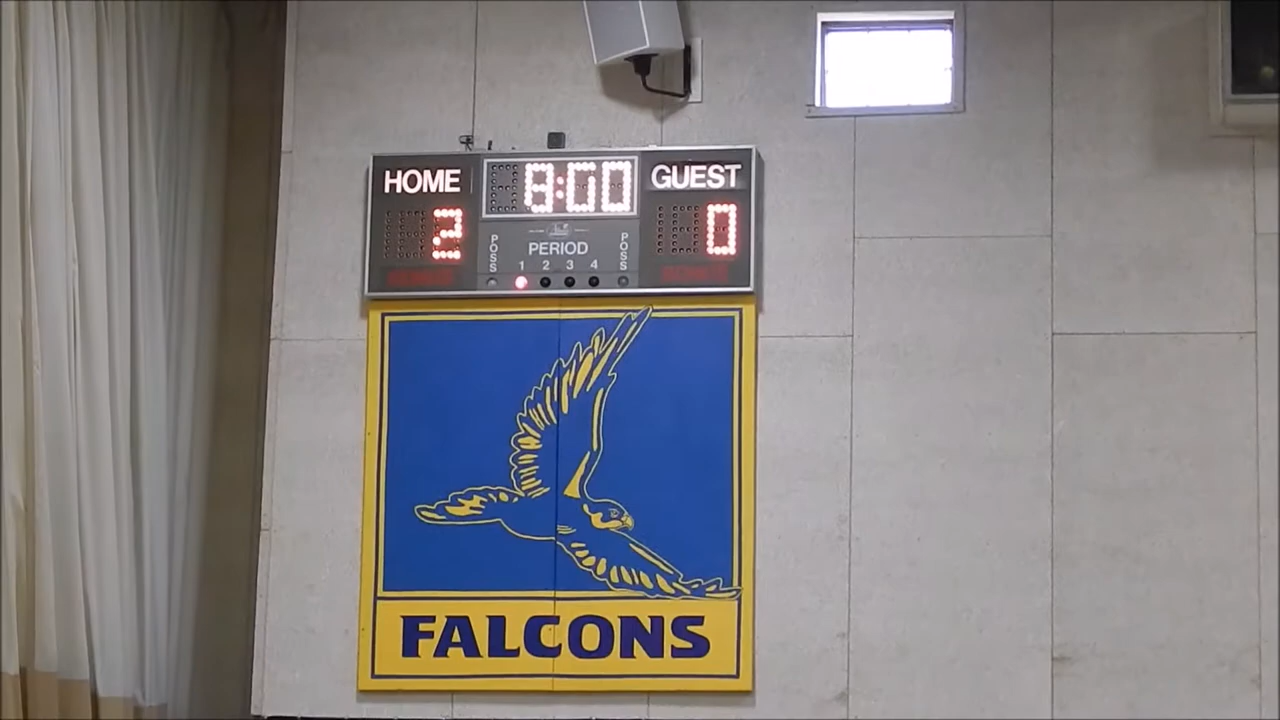 HOME 8:00 GUEST
2 0
POSS PERIOD POSS
1 2 3 4
FALCONS